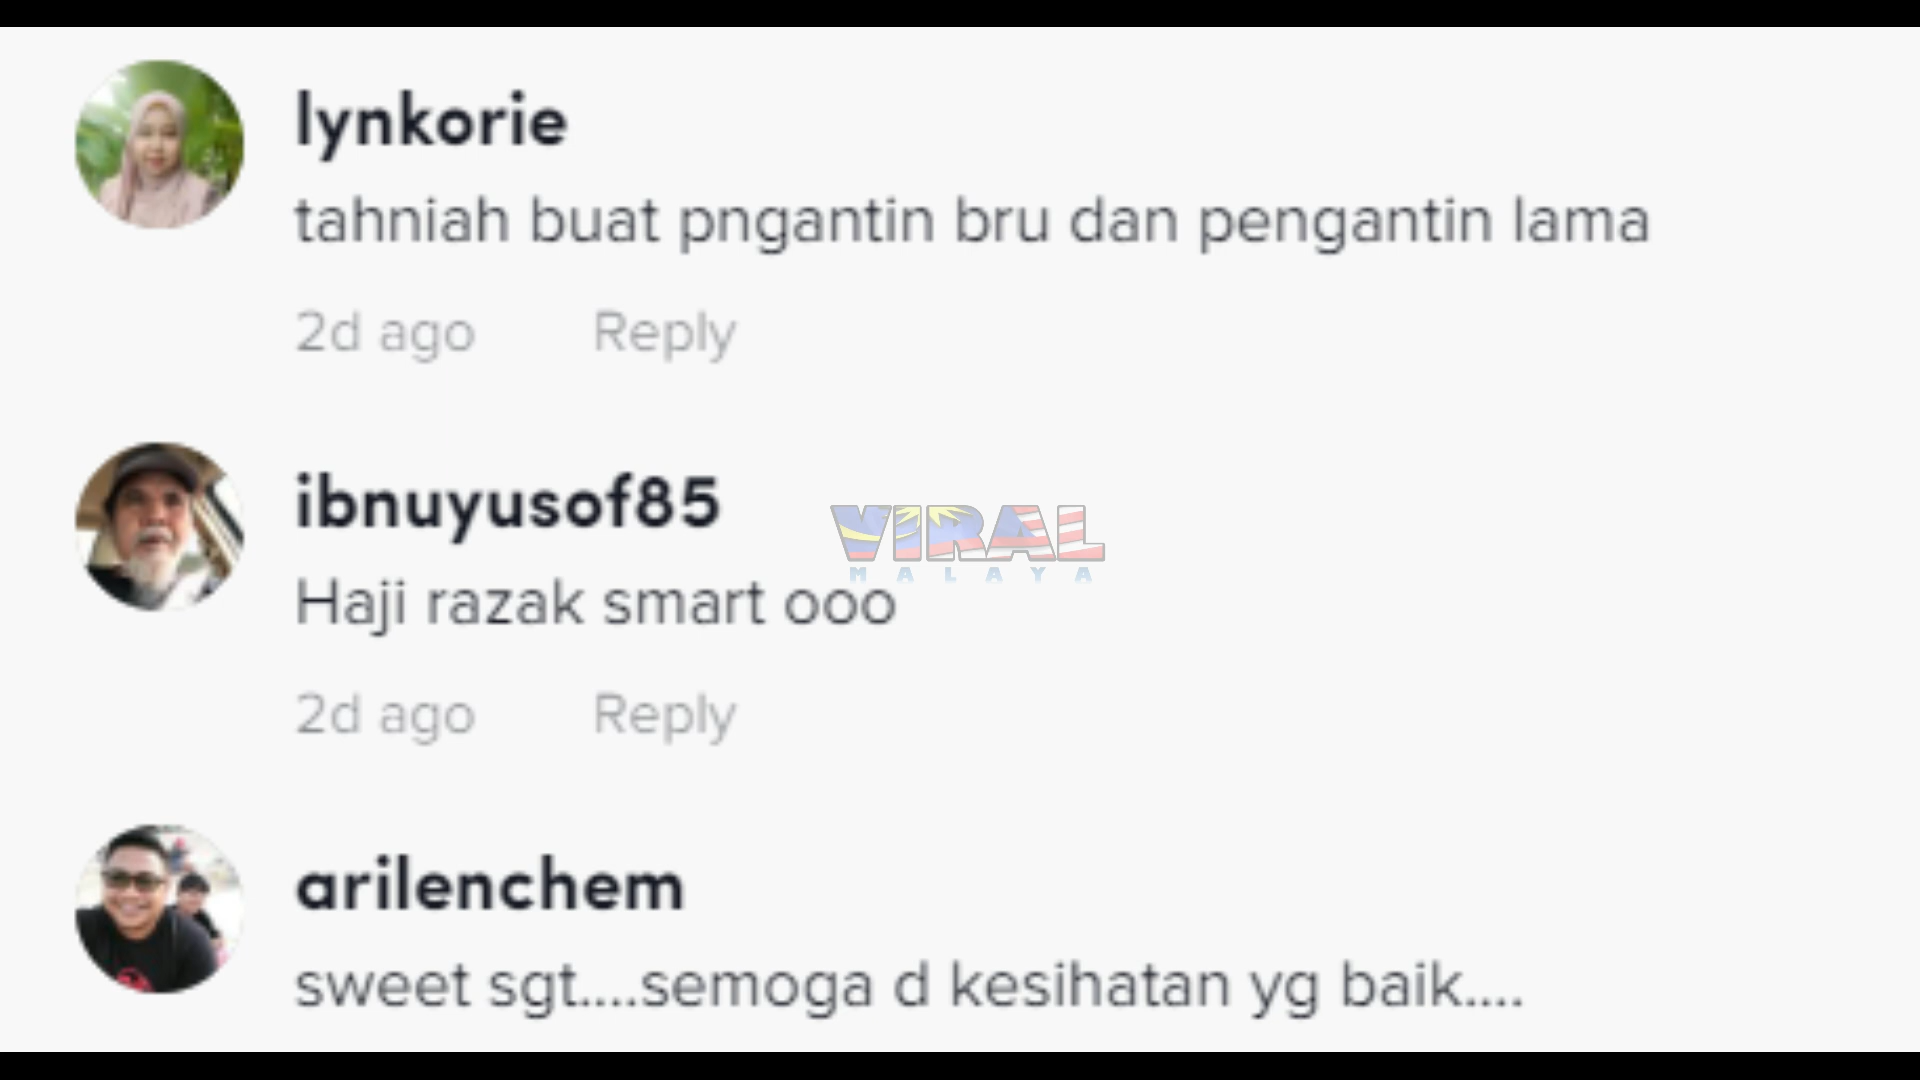 lynkorie
tahniah buat pngantin bru dan pengantin lama
2d ago Reply
ibnuyusof85
VIRAL
MALAYA
Haji razak smart ooo
2d ago Reply
arilenchem
sweet sgt....semoga d kesihatan yg baik....